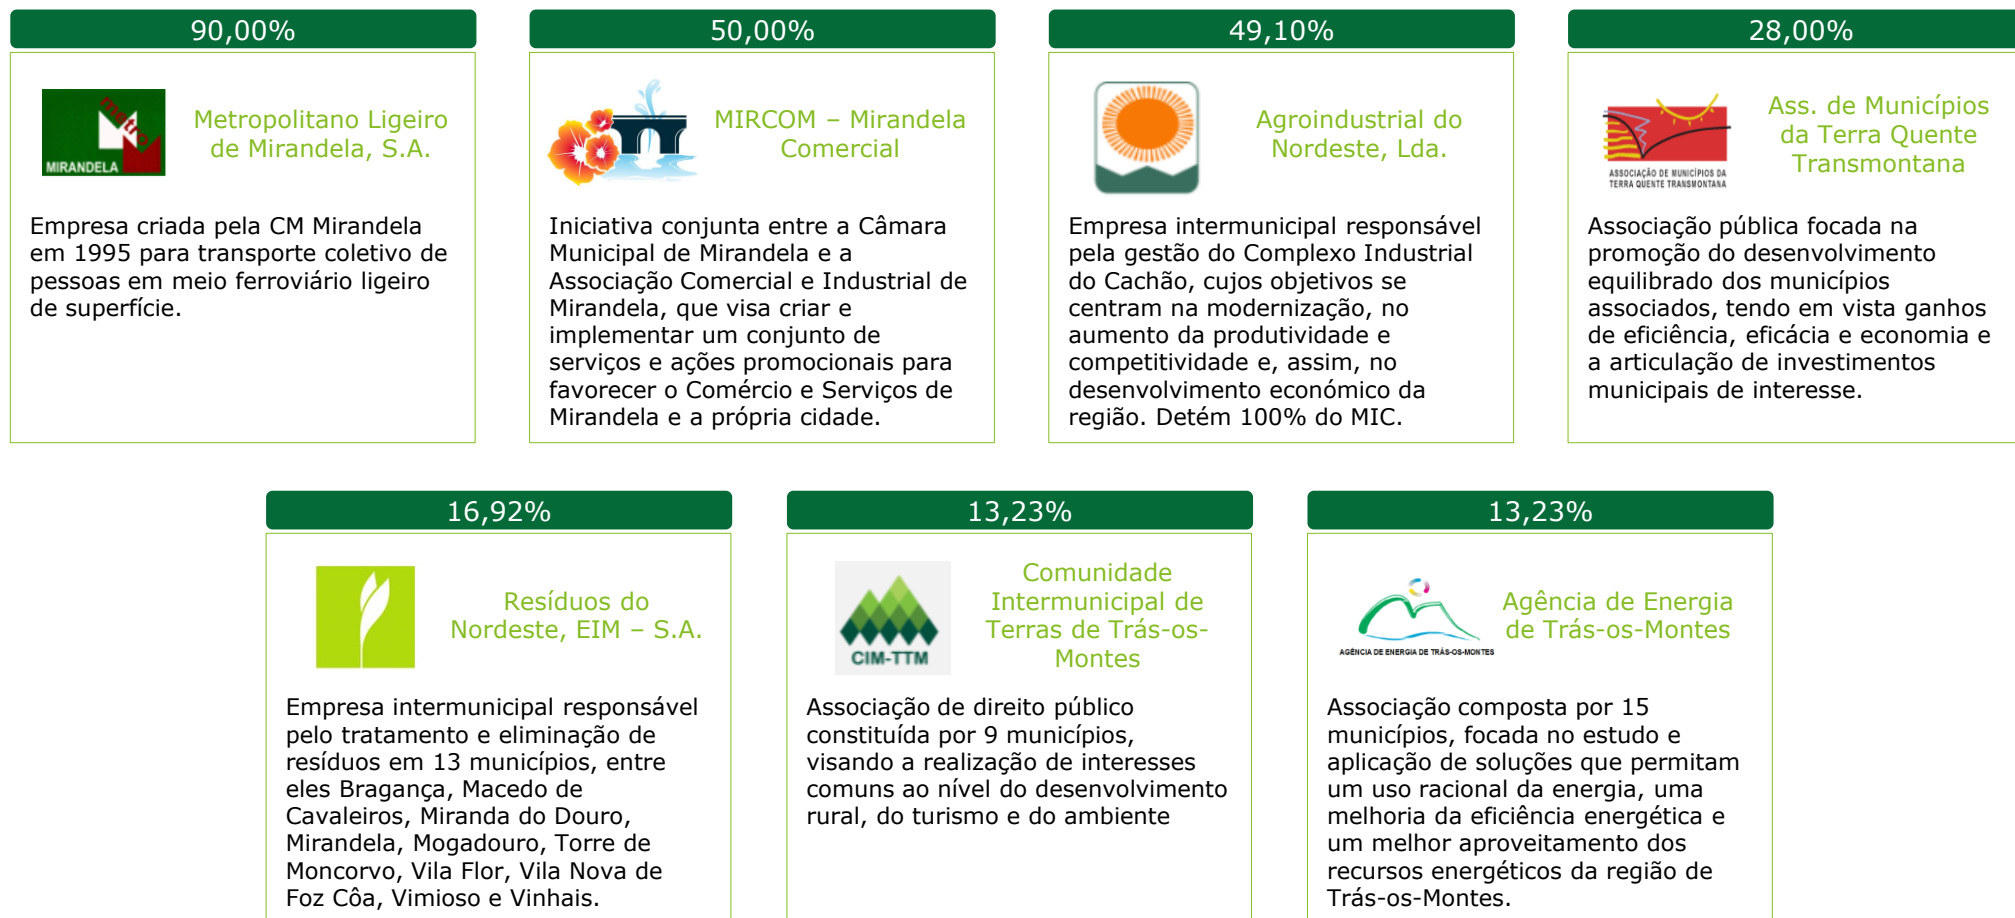 90,00%
metro
MIRANDELA
Metropolitano Ligeiro
de Mirandela, S.A.
Empresa criada pela CM Mirandela
em 1995 para transporte coletivo de
pessoas em meio ferroviário ligeiro
de superfície.
50,00%
MIRCOM – Mirandela
Comercial
Iniciativa conjunta entre a Câmara
Municipal de Mirandela e a
Associação Comercial e Industrial de
Mirandela, que visa criar e
implementar um conjunto de
serviços e ações promocionais para
favorecer o Comércio e Serviços de
Mirandela e a própria cidade.
49,10%
Agroindustrial do
Nordeste, Lda.
Empresa intermunicipal responsável
pela gestão do Complexo Industrial
do Cachão, cujos objetivos se
centram na modernização, no
aumento da produtividade e
competitividade e, assim, no
desenvolvimento económico da
região. Detém 100% do MIC.
28,00%
ASSOCIAÇÃO DE MUNICÍPIOS DA
TERRA QUENTE TRANSMONTANA
Ass. de Municípios
da Terra Quente
Transmontana
Associação pública focada na
promoção do desenvolvimento
equilibrado dos municípios
associados, tendo em vista ganhos
de eficiência, eficácia e economia e
a articulação de investimentos
municipais de interesse.
16,92%
Resíduos do
Nordeste, EIM – S.A.
Empresa intermunicipal responsável
pelo tratamento e eliminação de
resíduos em 13 municípios, entre
eles Bragança, Macedo de
Cavaleiros, Miranda do Douro,
Mirandela, Mogadouro, Torre de
Moncorvo, Vila Flor, Vila Nova de
Foz Côa, Vimioso e Vinhais.
13,23%
CIM-TTM
Comunidade
Intermunicipal de
Terras de Trás-os-
Montes
Associação de direito público
constituída por 9 municípios,
visando a realização de interesses
comuns ao nível do desenvolvimento
rural, do turismo e do ambiente
13,23%
AGÊNCIA DE ENERGIA DE TRÁS-OS-MONTES
Agência de Energia
de Trás-os-Montes
Associação composta por 15
municípios, focada no estudo e
aplicação de soluções que permitam
um uso racional da energia, uma
melhoria da eficiência energética e
um melhor aproveitamento dos
recursos energéticos da região de
Trás-os-Montes.